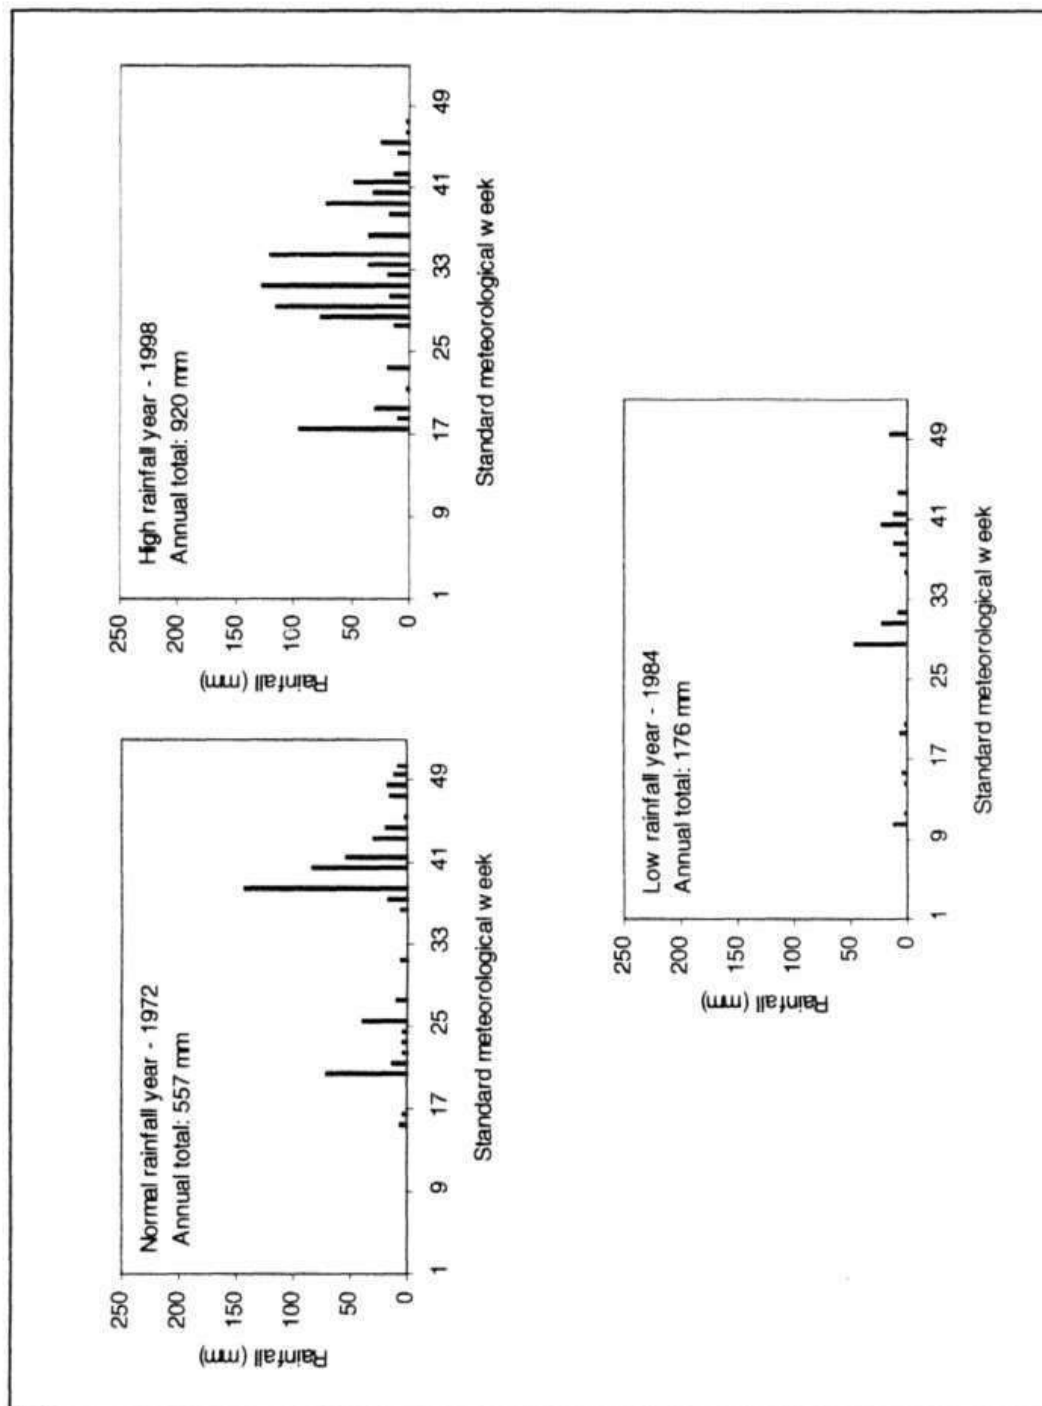 Normal rainfall year - 1972
Annual total: 557 mm
Rainfall (mm)
250
200
150
100
50
0
1 9 17 25 33 41 49
Standard meteorological week
High rainfall year - 1998
Annual total: 920 mm
Rainfall (mm)
250
200
150
100
50
0
1 9 17 25 33 41 49
Standard meteorological week
Low rainfall year - 1984
Annual total: 176 mm
Rainfall (mm)
250
200
150
100
50
0
1 9 17 25 33 41 49
Standard meteorological week